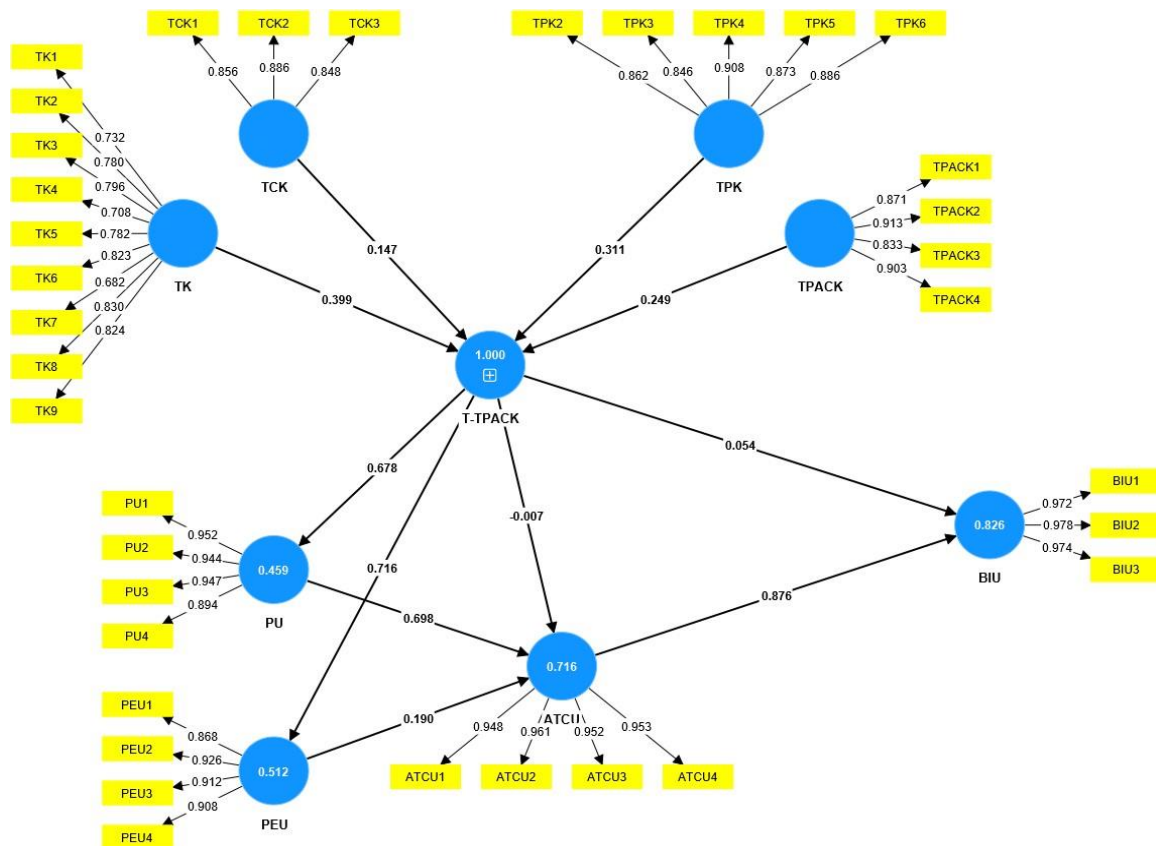 TCK1
TCK2
TCK3
TPK2
TPK3
TPK4
TPK5
TPK6
TK1
TK2
TK3
TK4
TK5
TK6
TK7
TK8
TK9
0.856
0.886
0.848
0.862
0.846
0.908
0.873
0.886
0.732
0.780
0.796
0.708
0.782
0.823
0.682
0.830
0.824
TCK
TPK
TK
TPACK
TPACK1
TPACK2
TPACK3
TPACK4
0.871
0.913
0.833
0.903
0.147
0.311
0.399
0.249
1.000
T-TPACK
0.678
0.716
-0.007
0.054
PU1
PU2
PU3
PU4
0.952
0.944
0.947
0.894
0.459
PU
0.698
0.876
0.826
BIU
0.972
0.978
0.974
BIU1
BIU2
BIU3
PEU1
PEU2
PEU3
PEU4
0.868
0.926
0.912
0.908
0.512
PEU
0.190
0.716
ATCU
0.948
0.961
0.952
0.953
ATCU1
ATCU2
ATCU3
ATCU4